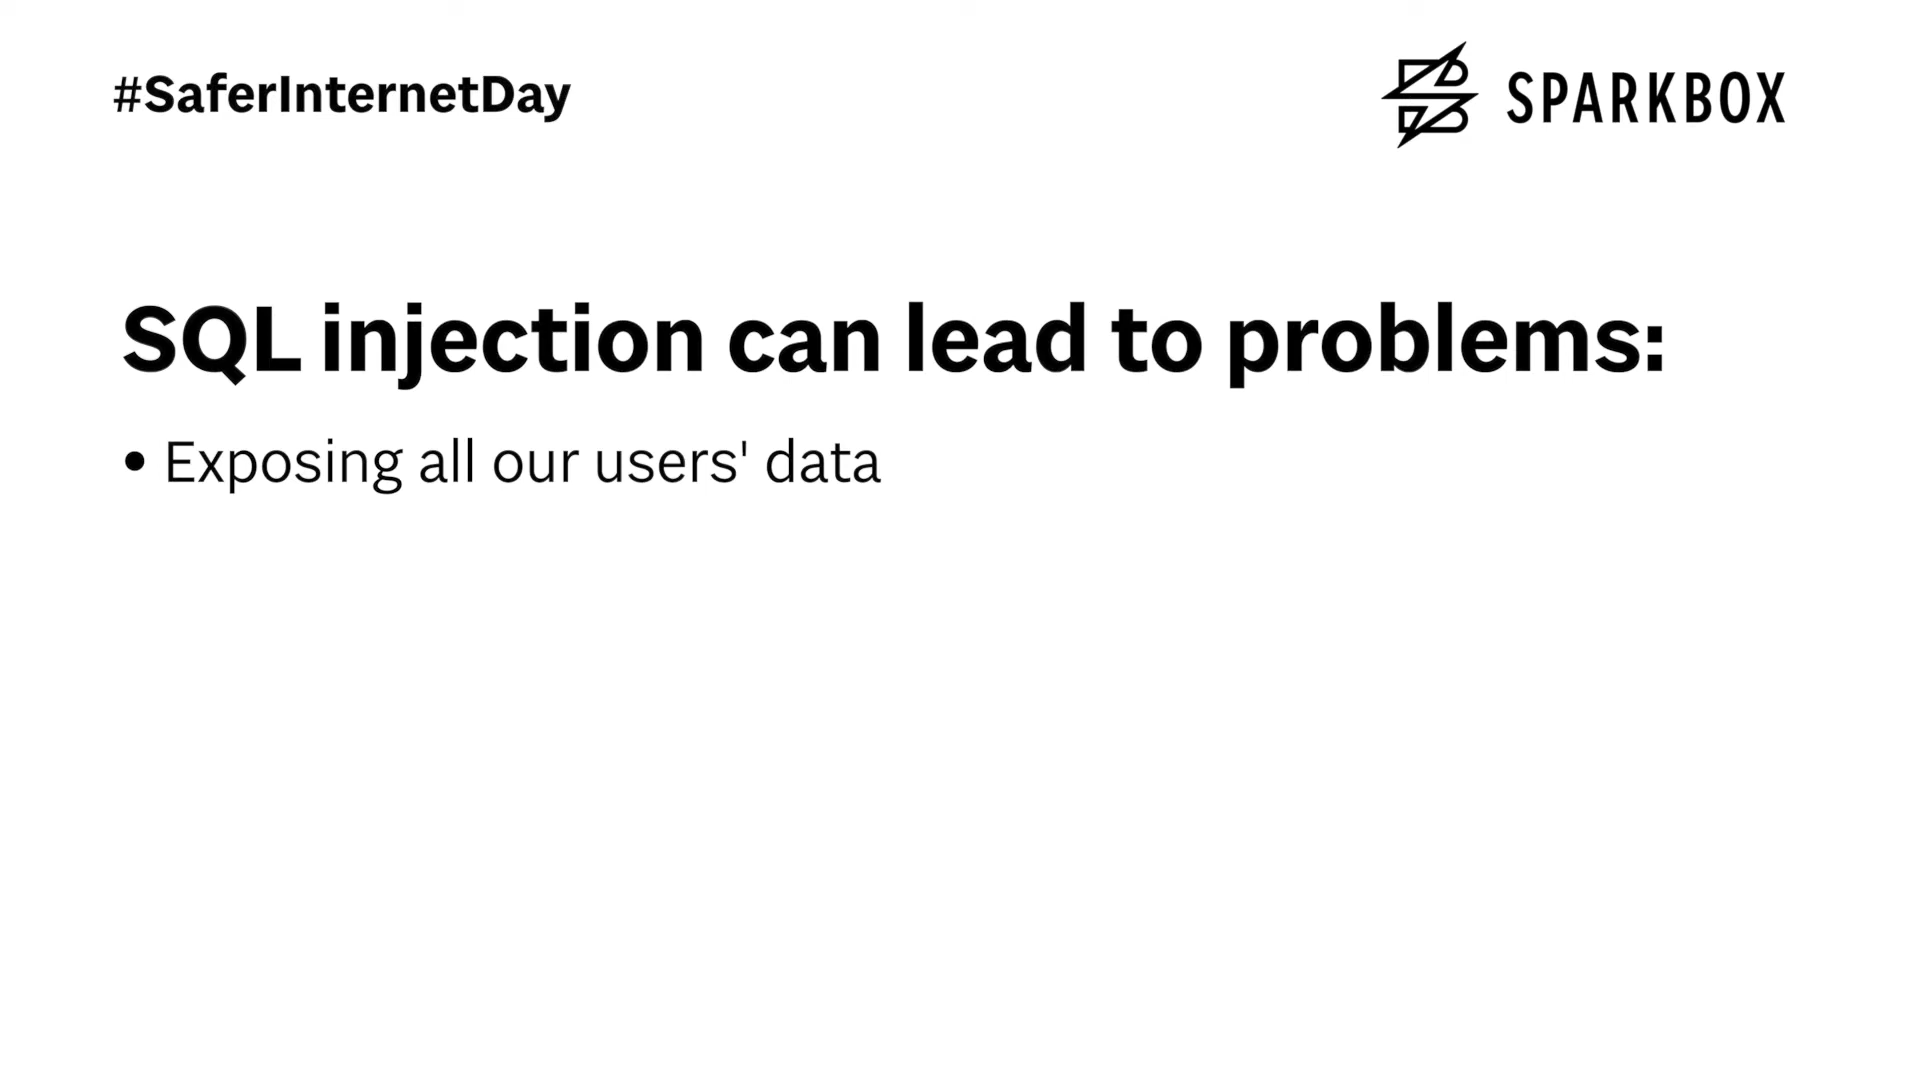 #SaferInternetDay
SPARKBOX
SQL injection can lead to problems:
• Exposing all our users' data